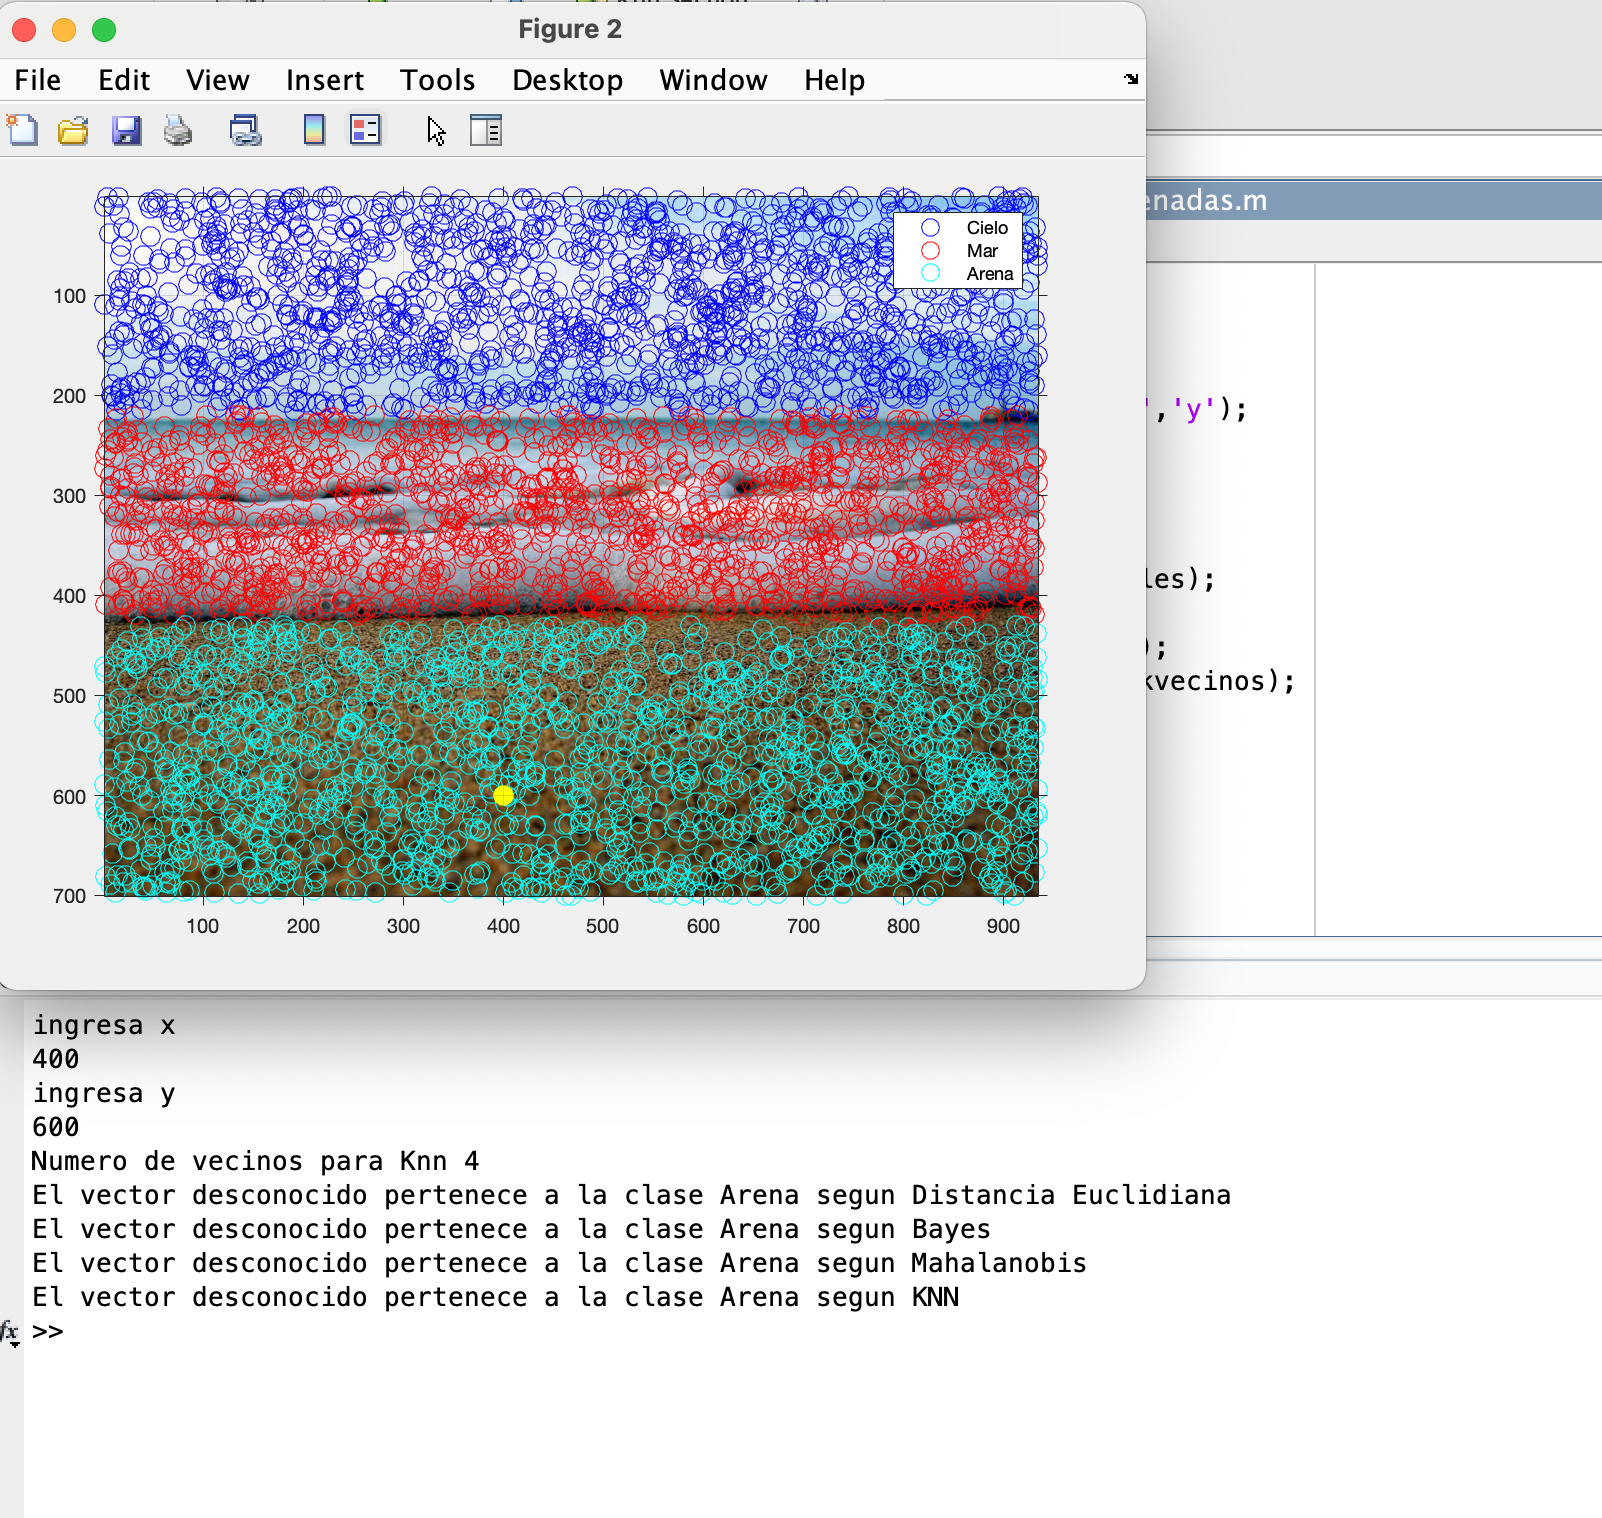 Figure 2
File Edit View Insert Tools Desktop Window Help
enadas.m
Cielo
Mar
Arena
100
200
300
400
500
600
700
100 200 300 400 500 600 700 800 900
','y');
les);
);
kvecinos);
ingresa x
400
ingresa y
600
Numero de vecinos para Knn 4
El vector desconocido pertenece a la clase Arena segun Distancia Euclidiana
El vector desconocido pertenece a la clase Arena segun Bayes
El vector desconocido pertenece a la clase Arena segun Mahalanobis
El vector desconocido pertenece a la clase Arena segun KNN
fx >>